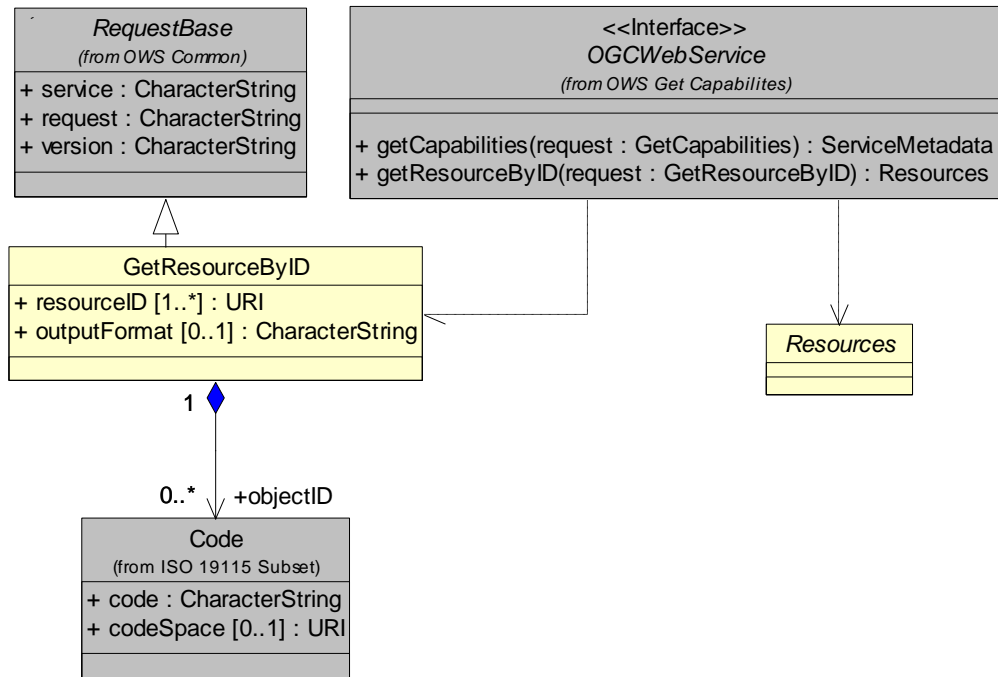 RequestBase
(from OWS Common)
+ service : CharacterString
+ request : CharacterString
+ version : CharacterString
<<Interface>>
OGCWebService
(from OWS Get Capabilites)
+ getCapabilities(request : GetCapabilities) : ServiceMetadata
+ getResourceByID(request : GetResourceByID) : Resources
GetResourceByID
+ resourceID [1..*] : URI
+ outputFormat [0..1] : CharacterString
Resources
1
0..*
+objectID
Code
(from ISO 19115 Subset)
+ code : CharacterString
+ codeSpace [0..1] : URI